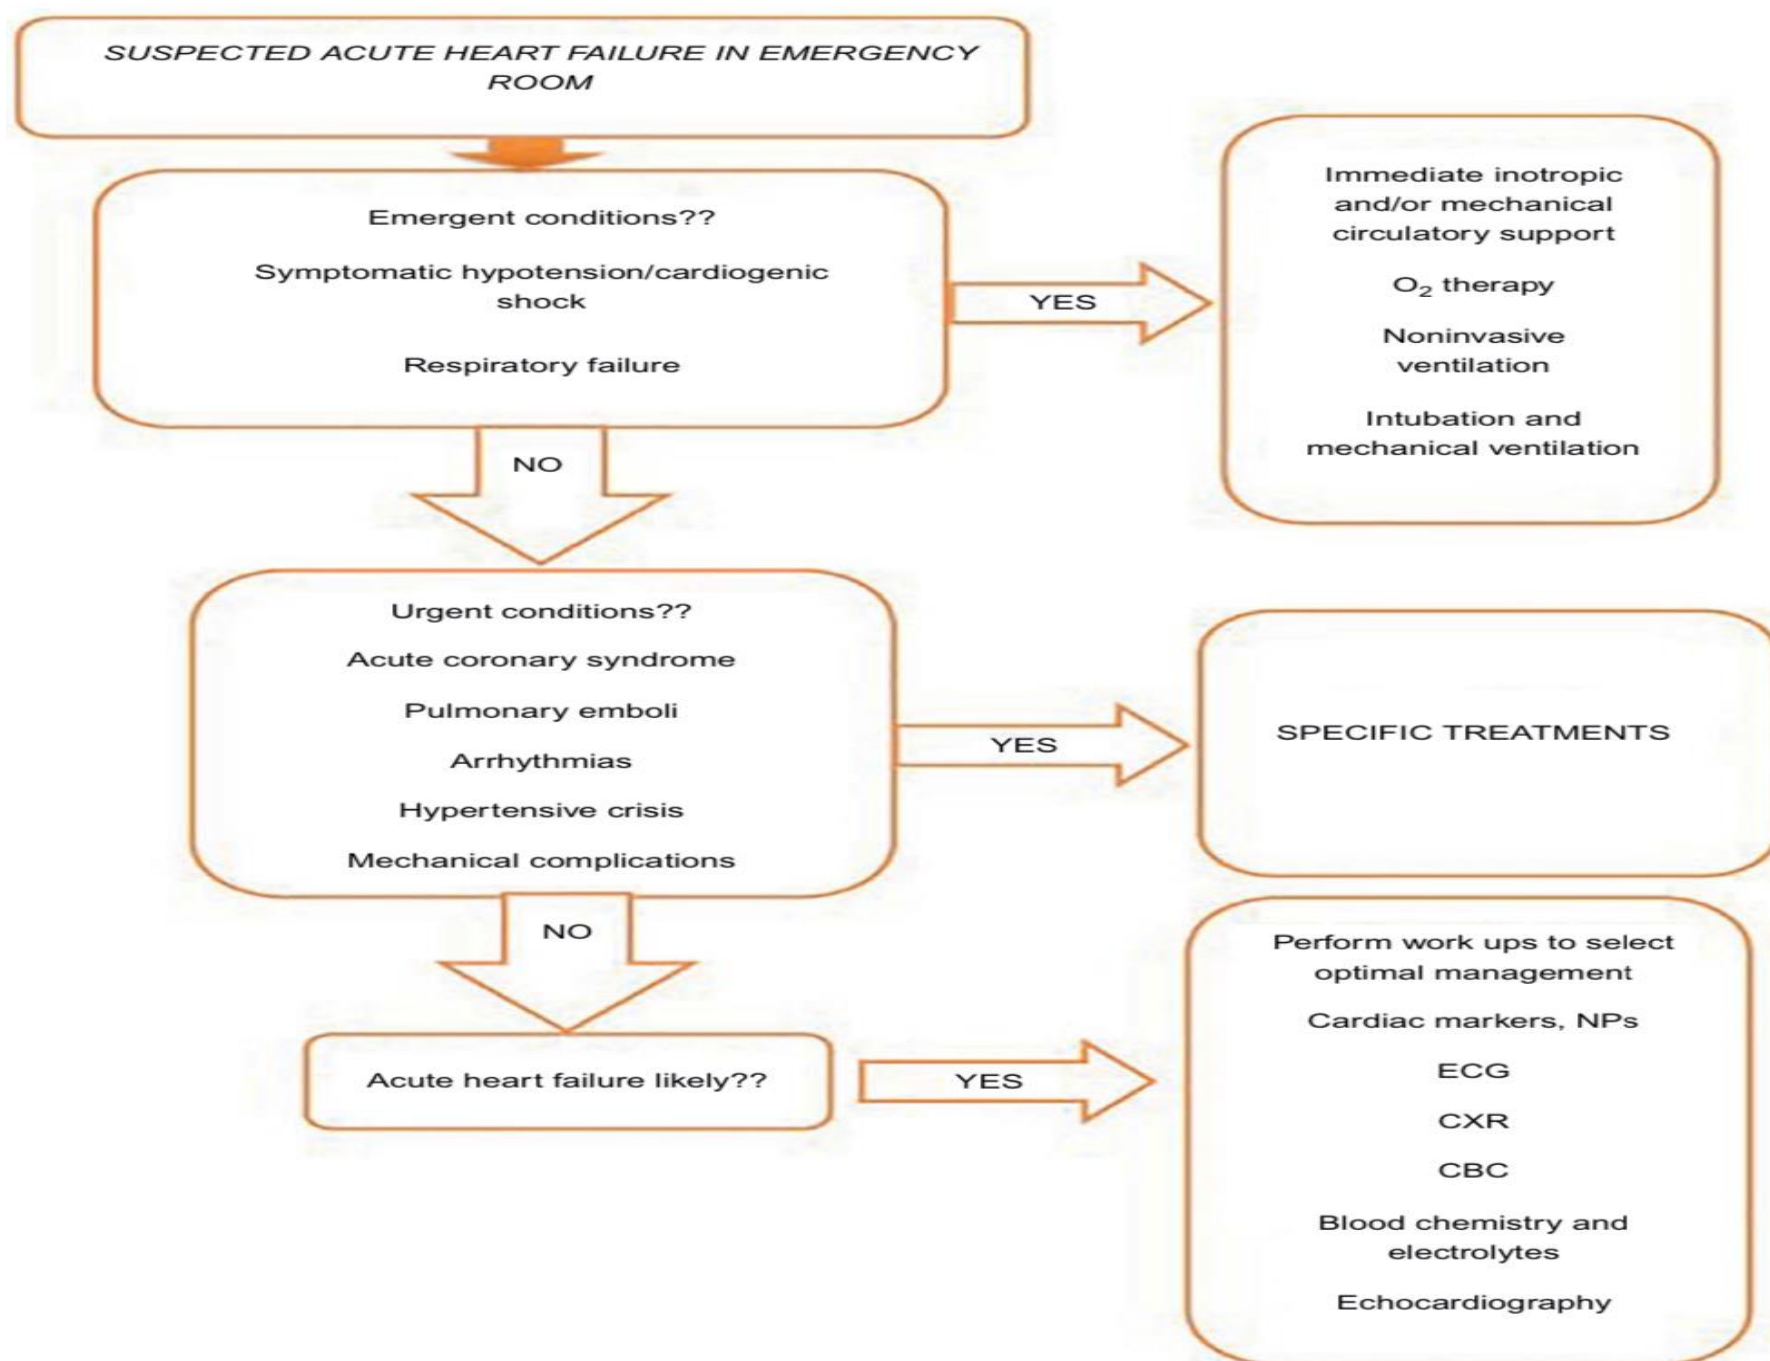 SUSPECTED ACUTE HEART FAILURE IN EMERGENCY
ROOM
Emergent conditions??
Symptomatic hypotension/cardiogenic
shock
Respiratory failure
YES
Immediate inotropic
and/or mechanical
circulatory support
O₂ therapy
Noninvasive
ventilation
Intubation and
mechanical ventilation
NO
Urgent conditions??
Acute coronary syndrome
Pulmonary emboli
Arrhythmias
Hypertensive crisis
Mechanical complications
YES
SPECIFIC TREATMENTS
NO
Acute heart failure likely??
YES
Perform work ups to select
optimal management
Cardiac markers, NPs
ECG
CXR
CBC
Blood chemistry and
electrolytes
Echocardiography